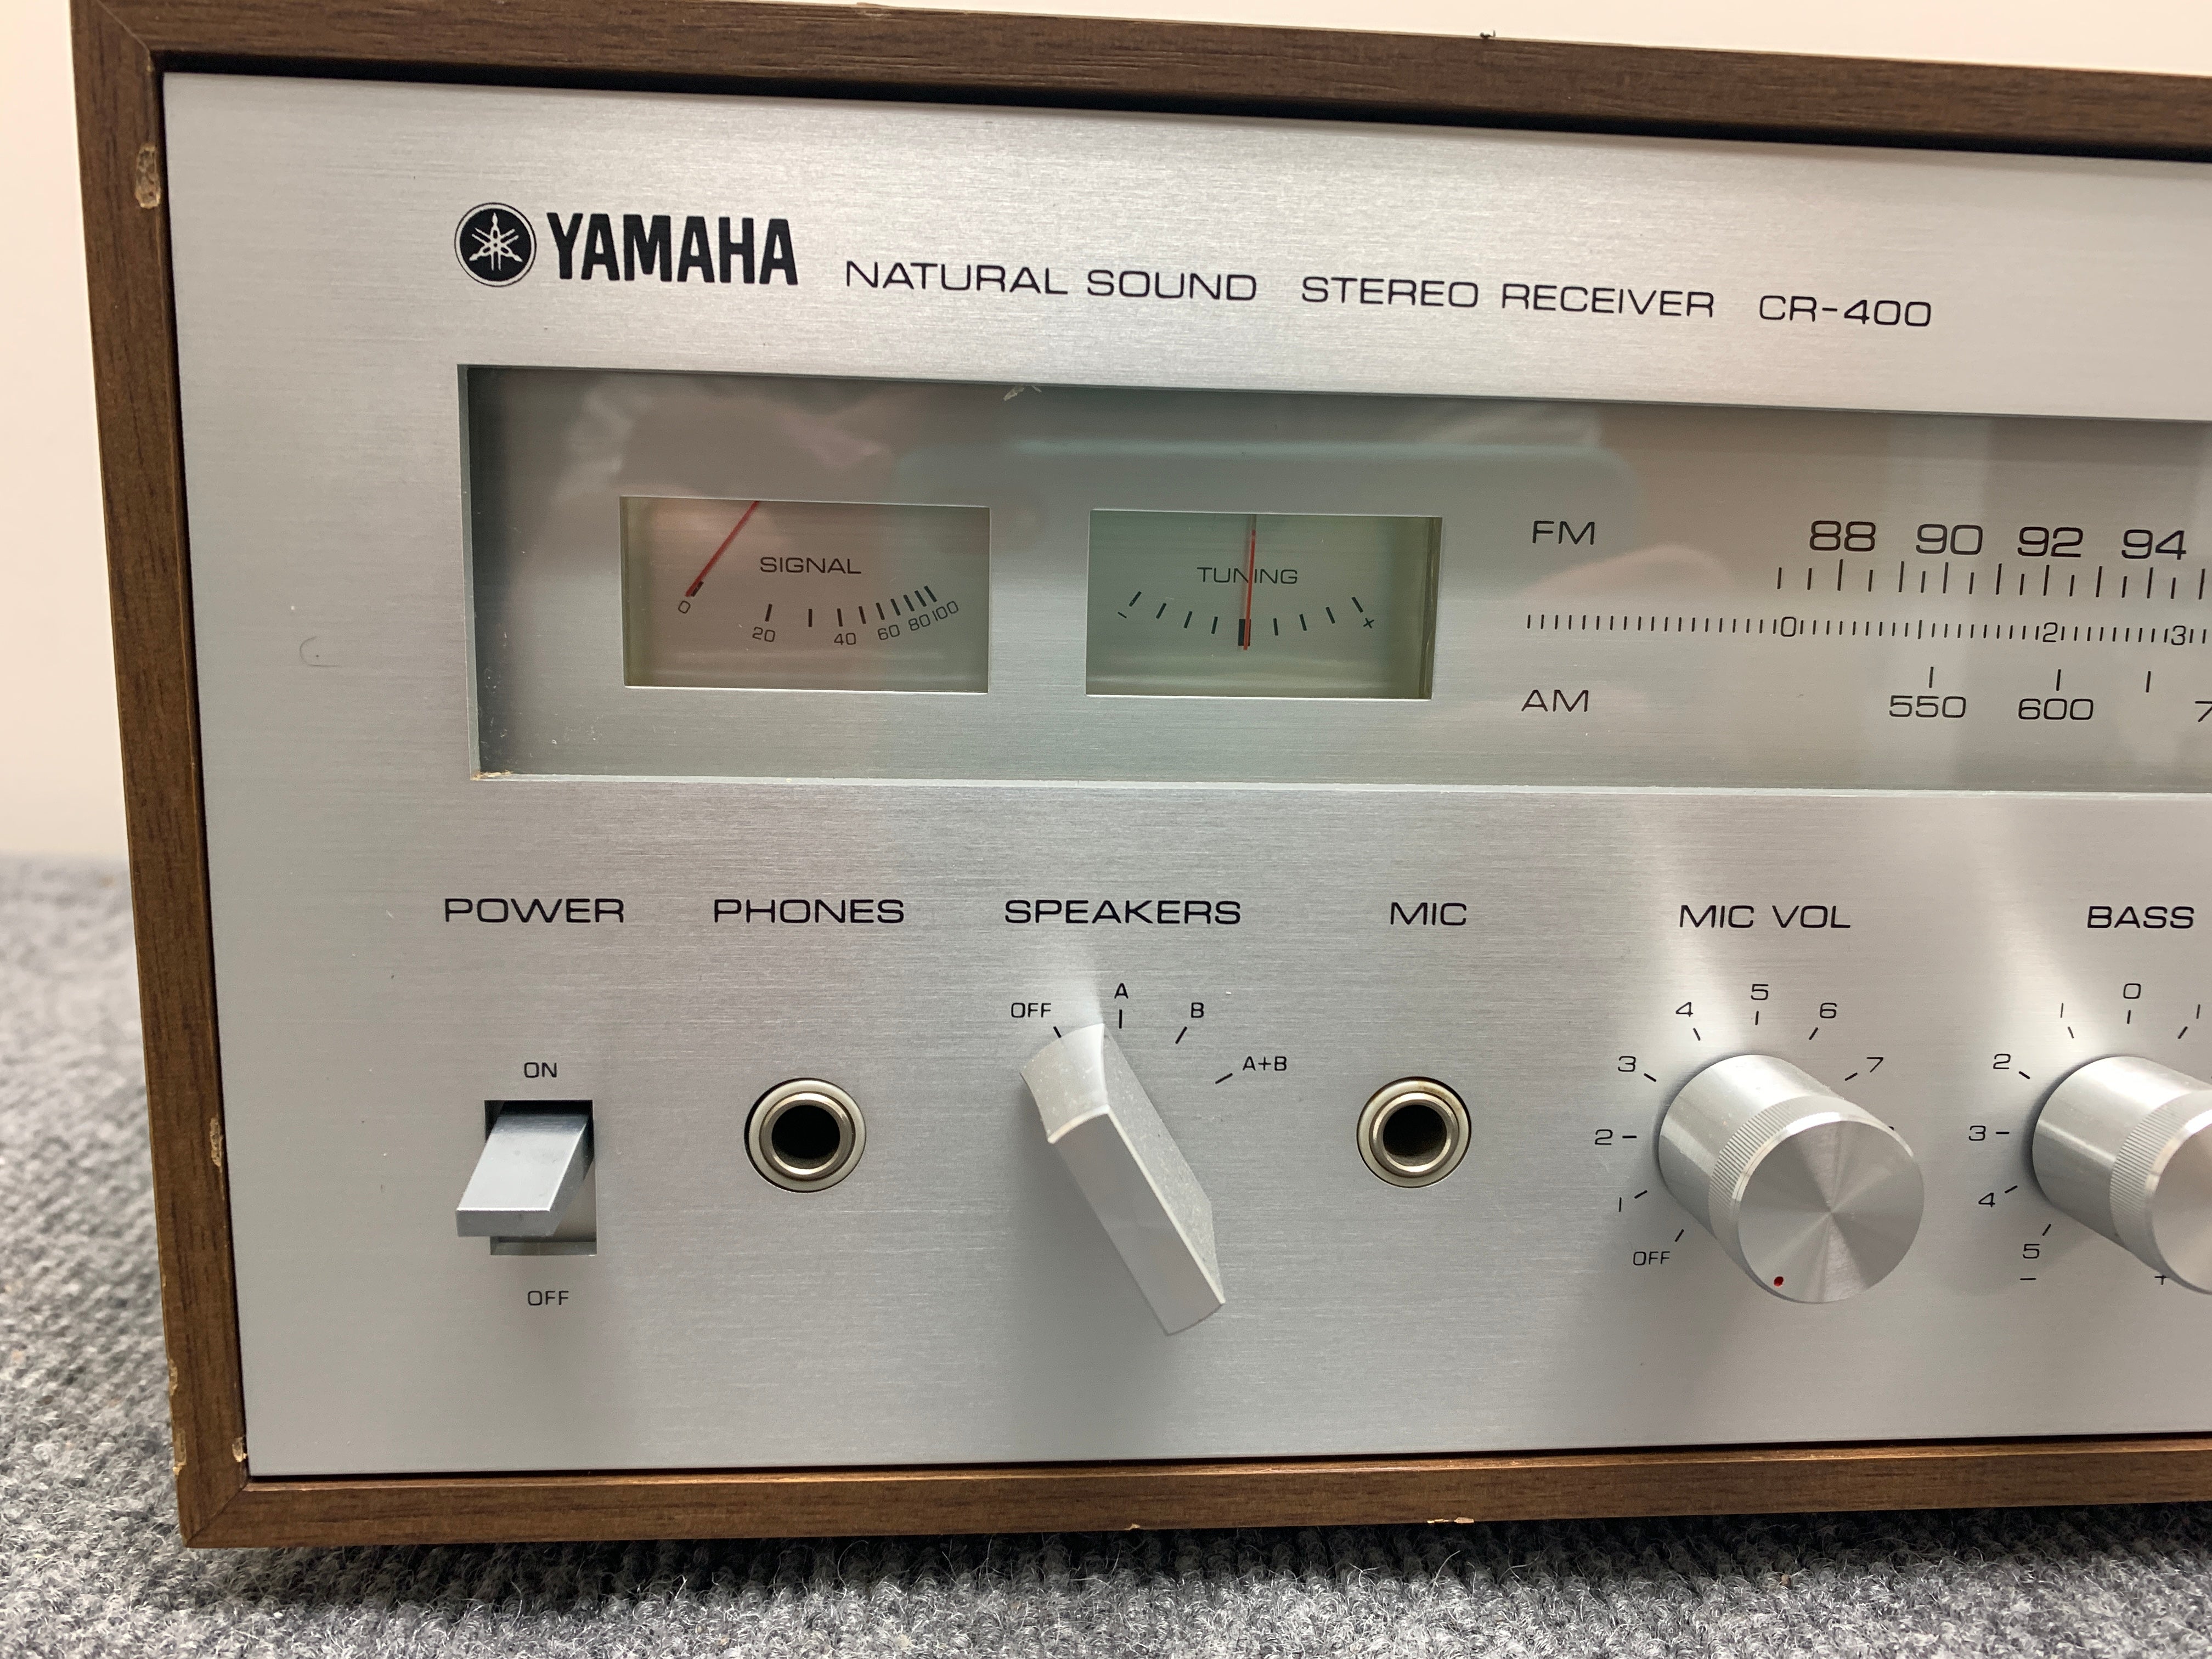 YAMAHA NATURAL SOUND STEREO RECEIVER CR-400
SIGNAL
0 20 40 60 80 100
TUNING
- +
FM 88 90 92 94
0 2 3
AM 550 600
POWER PHONES SPEAKERS MIC MIC VOL BASS
ON
OFF
OFF A B A+B
OFF 1 2 3 4 5 6 7
5 4 3 2 1 0 1
- +